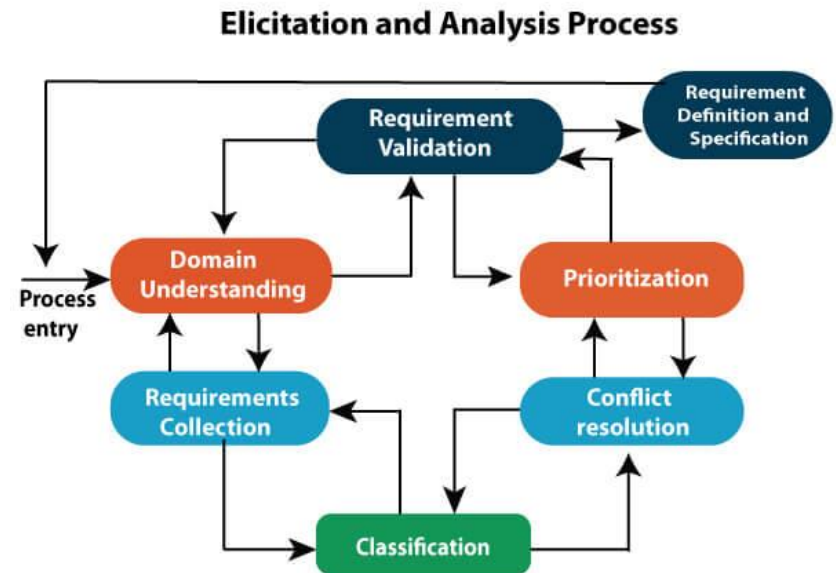 Elicitation and Analysis Process
Requirement
Definition and
Specification
Requirement
Validation
Domain
Understanding
Prioritization
Process
entry
Requirements
Collection
Conflict
resolution
Classification